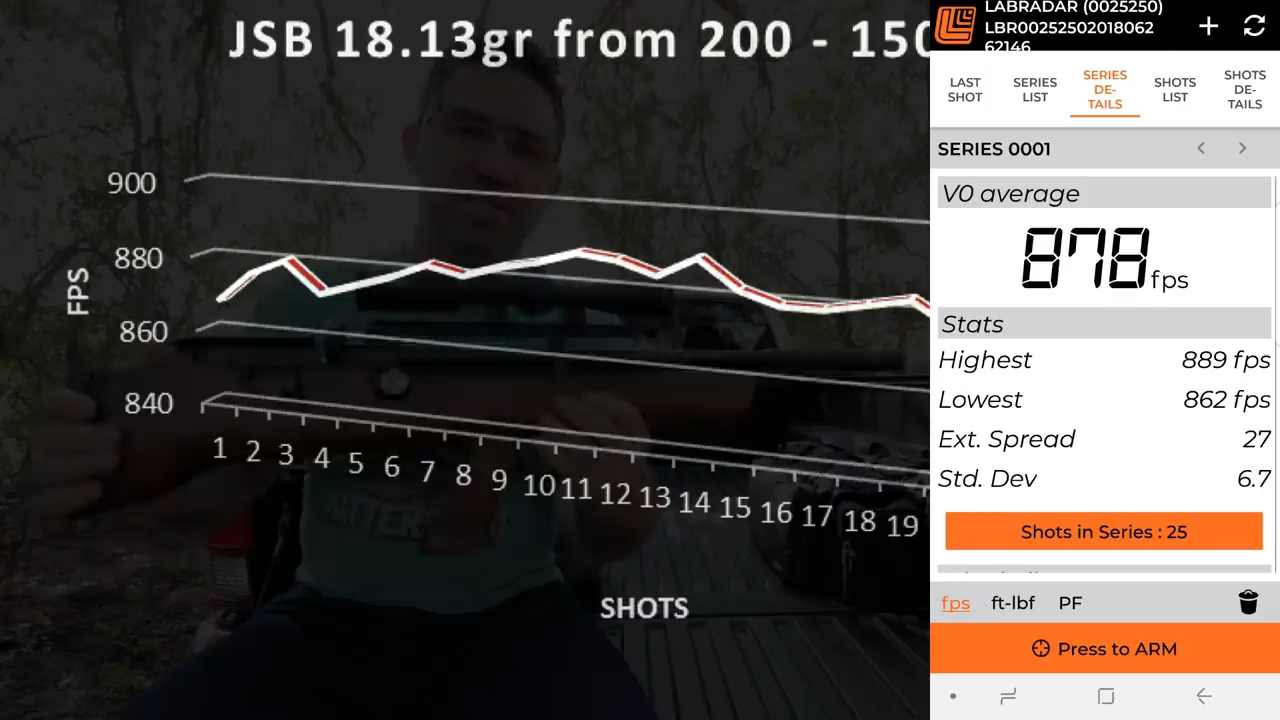 JSB 18.13gr from 200 - 150
900
880
860
840
FPS
1 2 3 4 5 6 7 8 9 10 11 12 13 14 15 16 17 18 19
SHOTS
LABRADAR (0025250)
LBR00252502018062
62146
+
LAST
SHOT
SERIES
LIST
SERIES
DE-
TAILS
SHOTS
LIST
SHOTS
DE-
TAILS
SERIES 0001
V0 average
878 fps
Stats
Highest 889 fps
Lowest 862 fps
Ext. Spread 27
Std. Dev 6.7
Shots in Series : 25
fps ft-lbf PF
Press to ARM